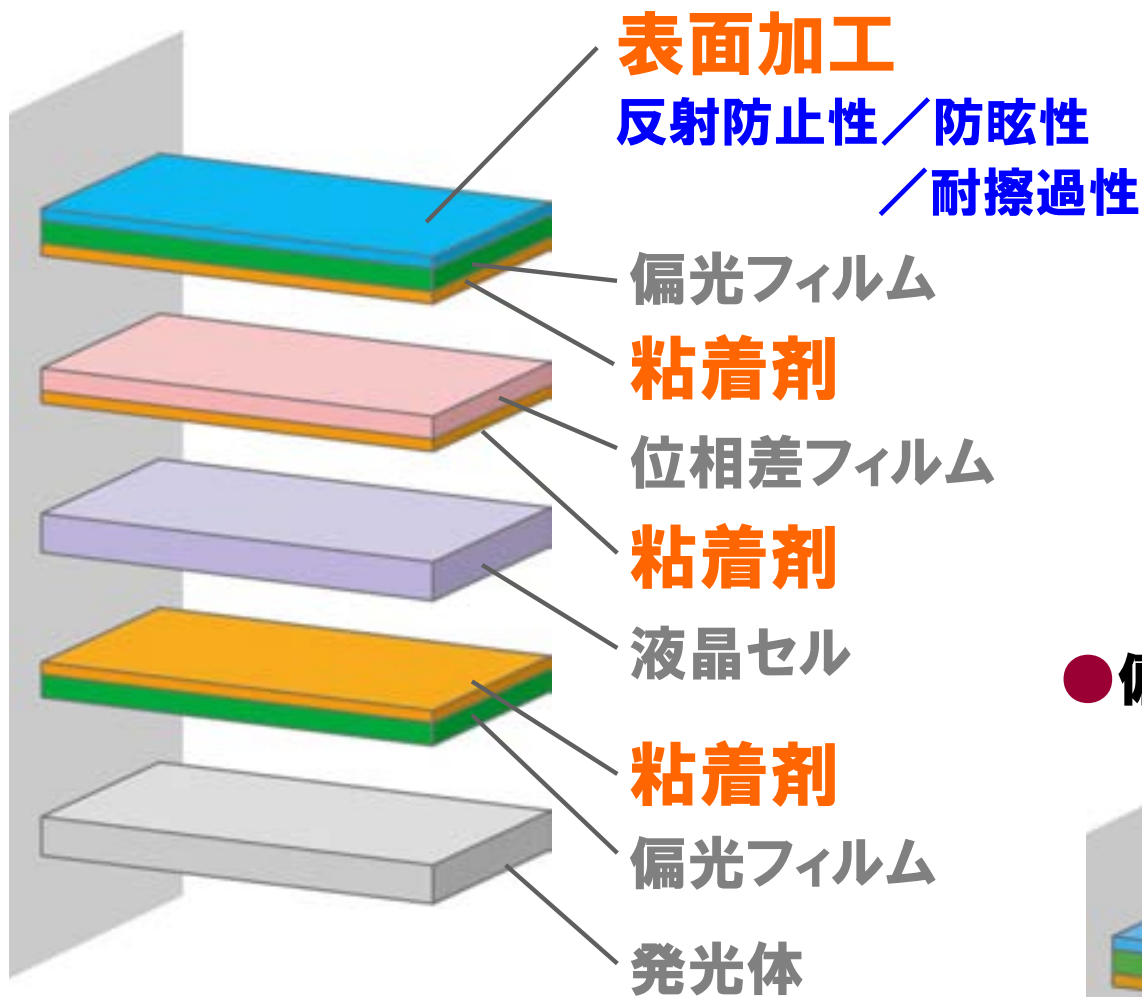 表面加工
反射防止性／防眩性
／耐擦過性
偏光フィルム
粘着剤
位相差フィルム
粘着剤
液晶セル
粘着剤
偏光フィルム
発光体